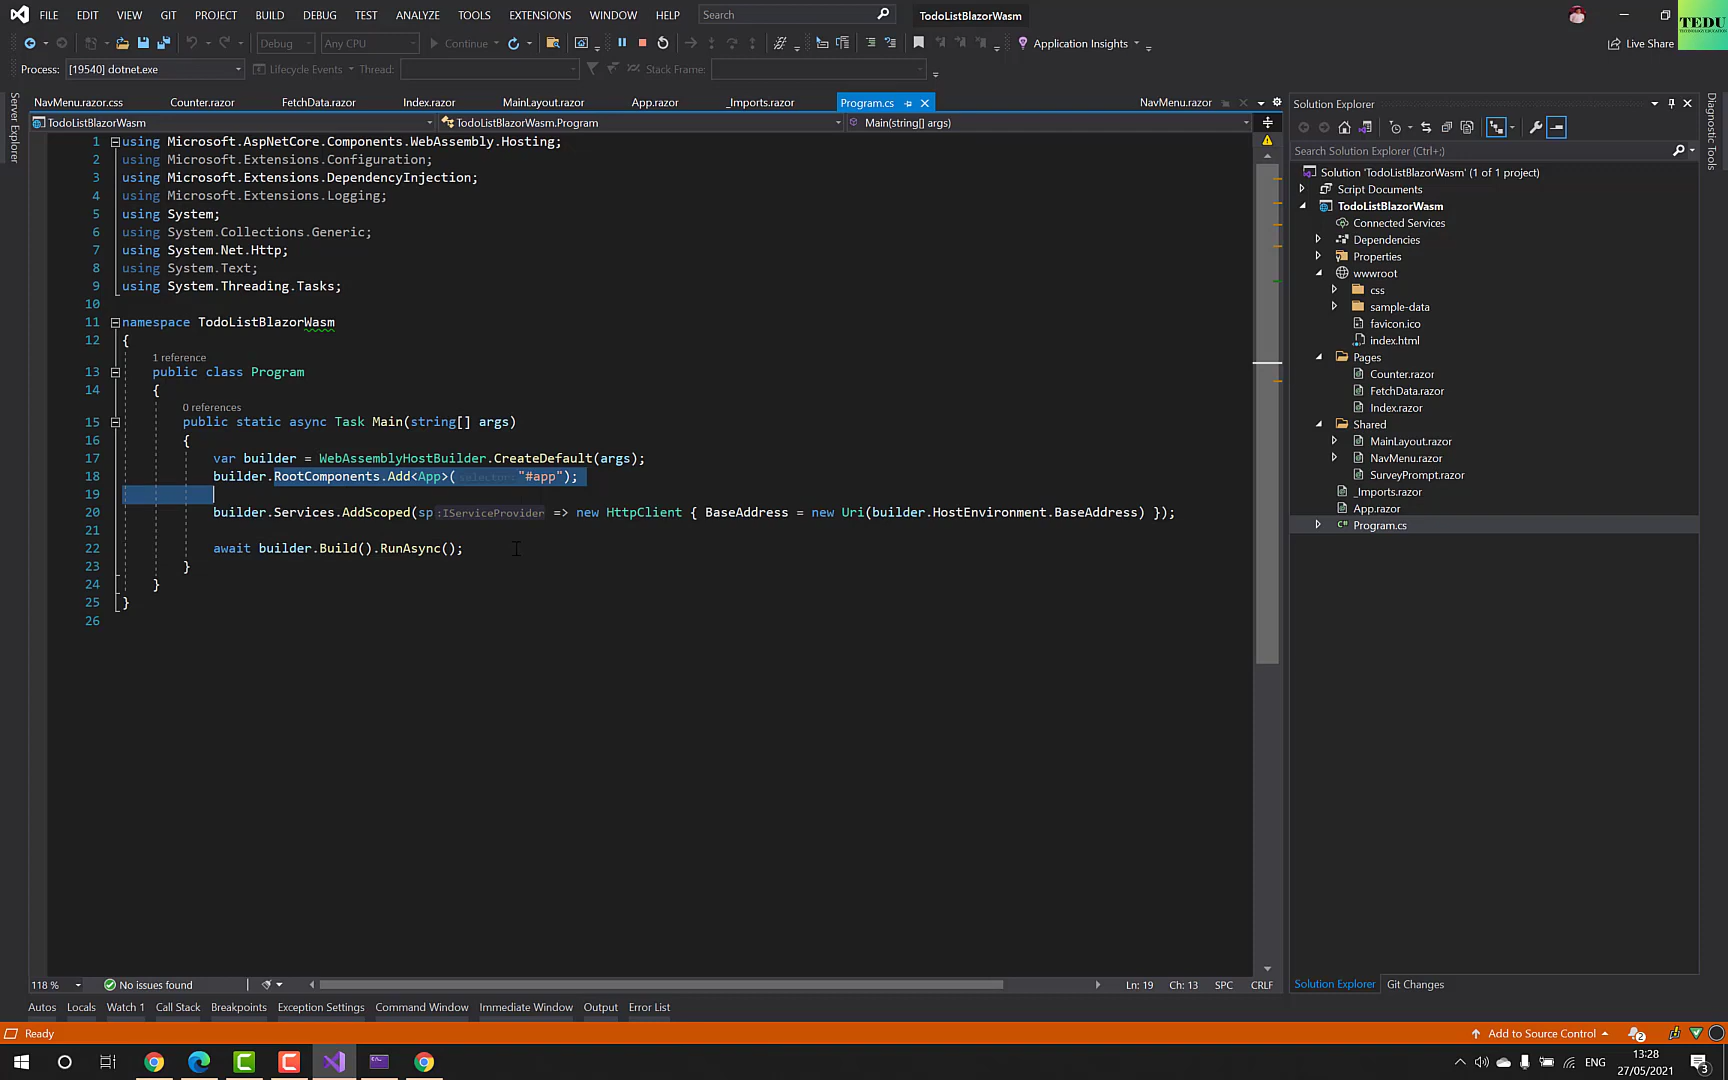 FILE EDIT VIEW GIT PROJECT BUILD DEBUG TEST ANALYZE TOOLS EXTENSIONS WINDOW HELP Search TodoListBlazorWasm
TEDU
Debug Any CPU Continue Application Insights Live Share
Process: [19540] dotnet.exe Lifecycle Events Thread: Stack Frame:
NavMenu.razor.css Counter.razor FetchData.razor Index.razor MainLayout.razor App.razor _Imports.razor Program.cs NavMenu.razor
TodoListBlazorWasm TodoListBlazorWasm.Program Main(string[] args)
Server Explorer
1 using Microsoft.AspNetCore.Components.WebAssembly.Hosting;
2 using Microsoft.Extensions.Configuration;
3 using Microsoft.Extensions.DependencyInjection;
4 using Microsoft.Extensions.Logging;
5 using System;
6 using System.Collections.Generic;
7 using System.Net.Http;
8 using System.Text;
9 using System.Threading.Tasks;
10
11 namespace TodoListBlazorWasm
12 {
1 reference
13 public class Program
14 {
0 references
15 public static async Task Main(string[] args)
16 {
17 var builder = WebAssemblyHostBuilder.CreateDefault(args);
18 builder.RootComponents.Add<App>(selector: "#app");
19
20 builder.Services.AddScoped(sp:IServiceProvider => new HttpClient { BaseAddress = new Uri(builder.HostEnvironment.BaseAddress) });
21
22 await builder.Build().RunAsync();
23 }
24 }
25 }
26
Solution Explorer
Search Solution Explorer (Ctrl+;)
Solution 'TodoListBlazorWasm' (1 of 1 project)
Script Documents
TodoListBlazorWasm
Connected Services
Dependencies
Properties
wwwroot
css
sample-data
favicon.ico
index.html
Pages
Counter.razor
FetchData.razor
Index.razor
Shared
MainLayout.razor
NavMenu.razor
SurveyPrompt.razor
_Imports.razor
App.razor
Program.cs
Diagnostic Tools
118 % No issues found Ln: 19 Ch: 13 SPC CRLF
Solution Explorer Git Changes
Autos Locals Watch 1 Call Stack Breakpoints Exception Settings Command Window Immediate Window Output Error List
Ready Add to Source Control 2
ENG 13:28
27/05/2021 3